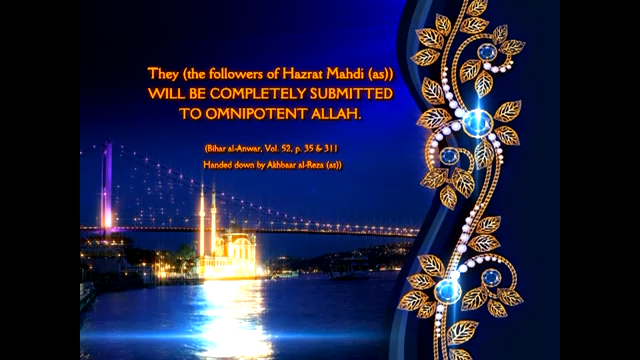 They (the followers of Hazrat Mahdi (as))
WILL BE COMPLETELY SUBMITTED
TO OMNIPOTENT ALLAH.
(Bihar al-Anwar, Vol. 52, p. 35 & 311
Handed down by Akhbaar al-Reza (as))